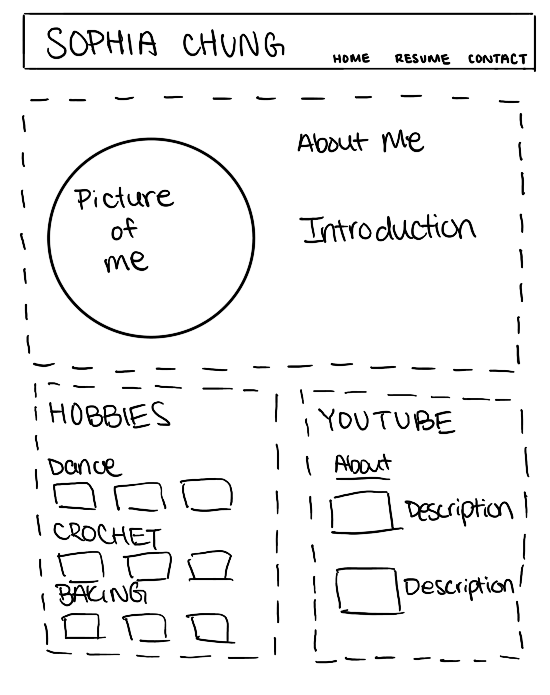 SOPHIA CHUNG
HOME RESUME CONTACT
Picture
of
me
About Me
Introduction
HOBBIES
Dance
CROCHET
BAKING
YOUTUBE
About
Description
Description